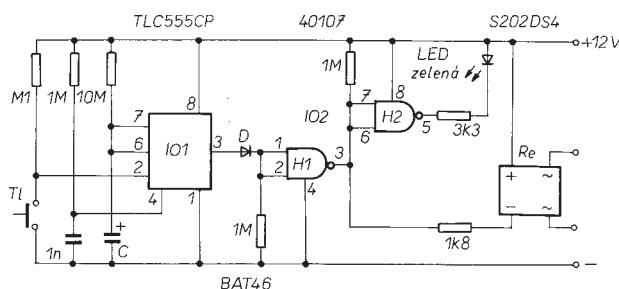 TLC555CP 40107 S202DS4
LED
zelená
+12V
M1 1M 10M 1M
8 7 8
7 IO2 H2
6 IO1 3 D 1 6 5 3k3
2 H1 3 Re
Tl 4 1 2 4 + ~
- ~
1M
1n + C 1k8
-
BAT46